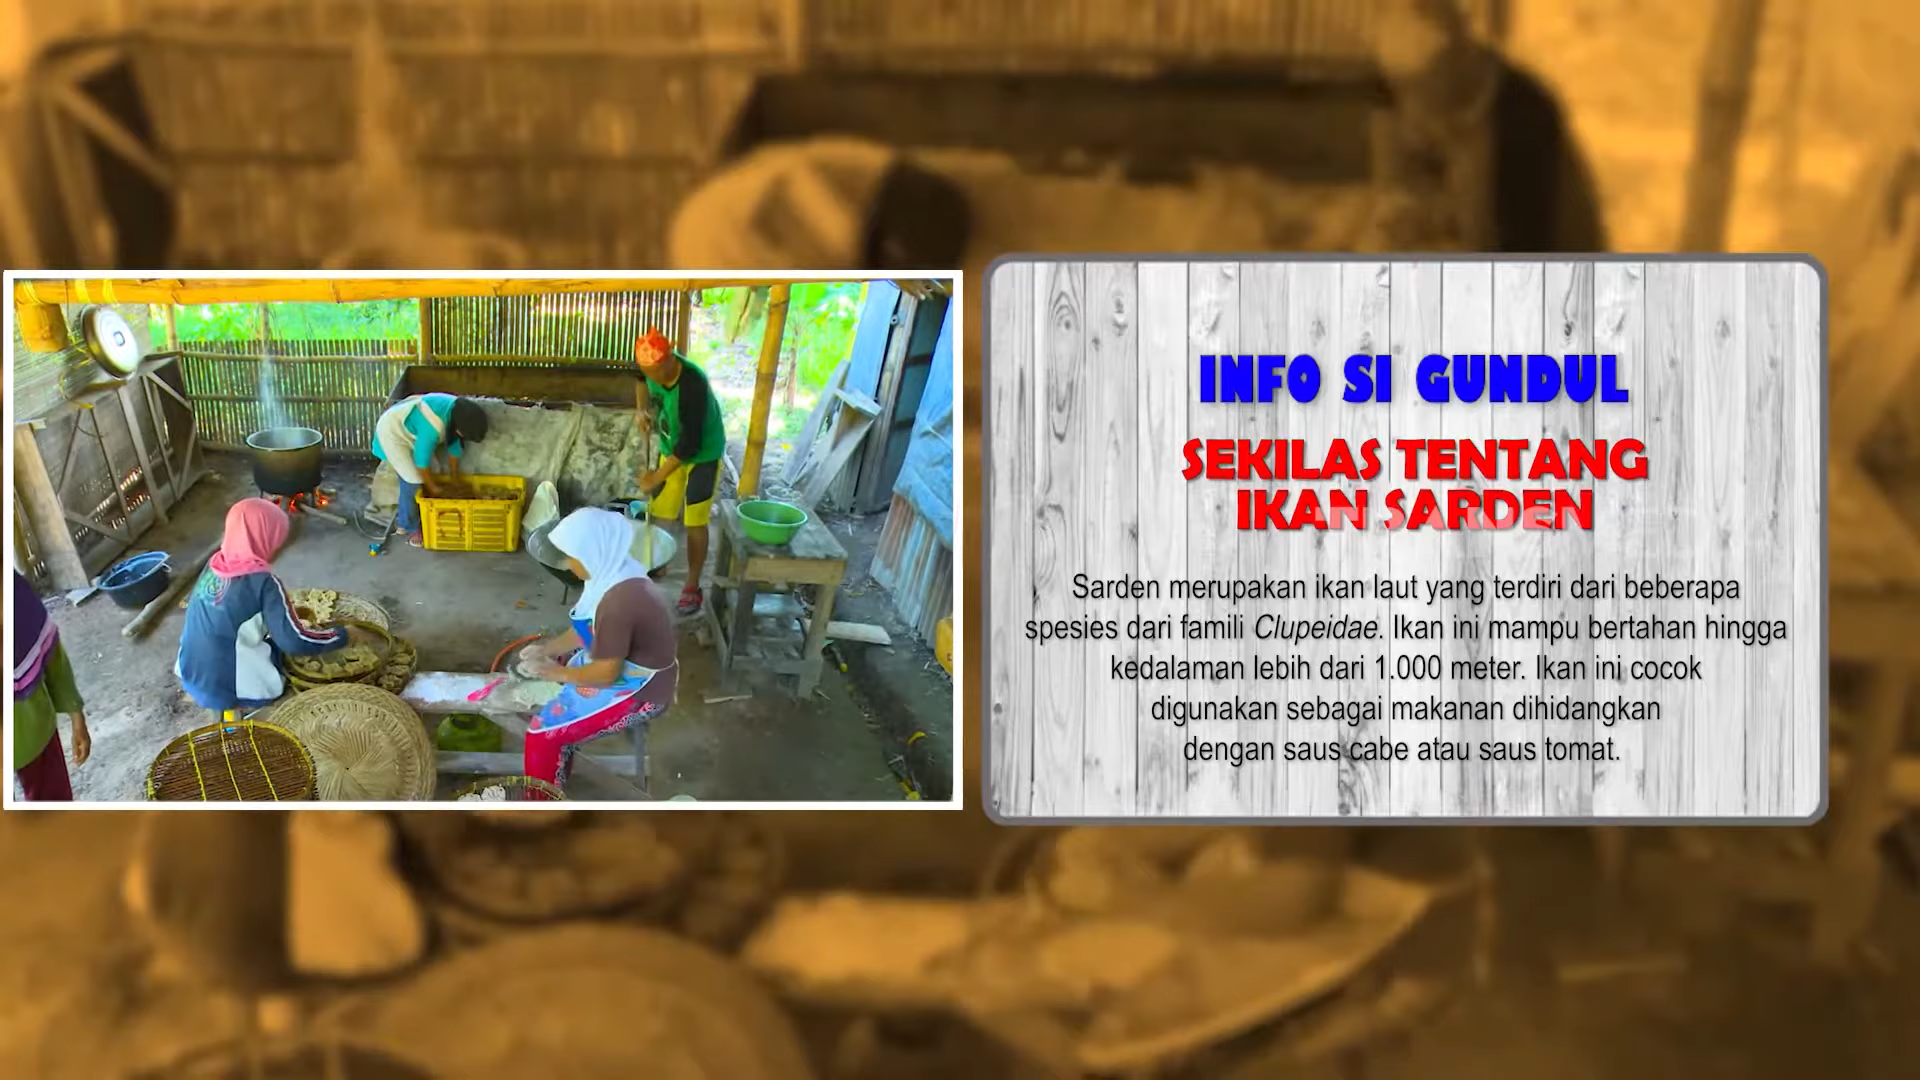 INFO SI GUNDUL
SEKILAS TENTANG
IKAN SARDEN
Sarden merupakan ikan laut yang terdiri dari beberapa
spesies dari famili Clupeidae. Ikan ini mampu bertahan hingga
kedalaman lebih dari 1.000 meter. Ikan ini cocok
digunakan sebagai makanan dihidangkan
dengan saus cabe atau saus tomat.